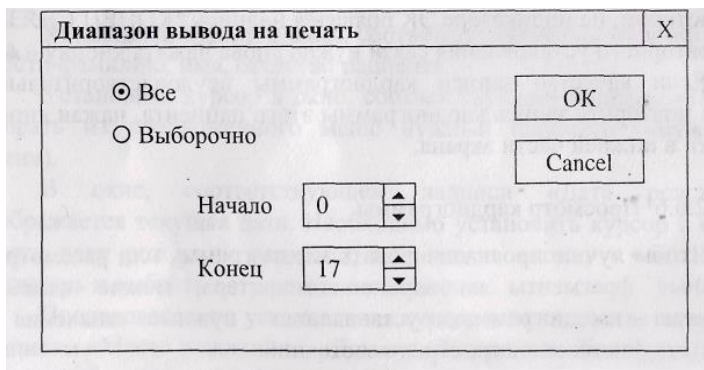 Диапазон вывода на печать X
Все
Выборочно
OK
Cancel
Начало 0
Конец 17